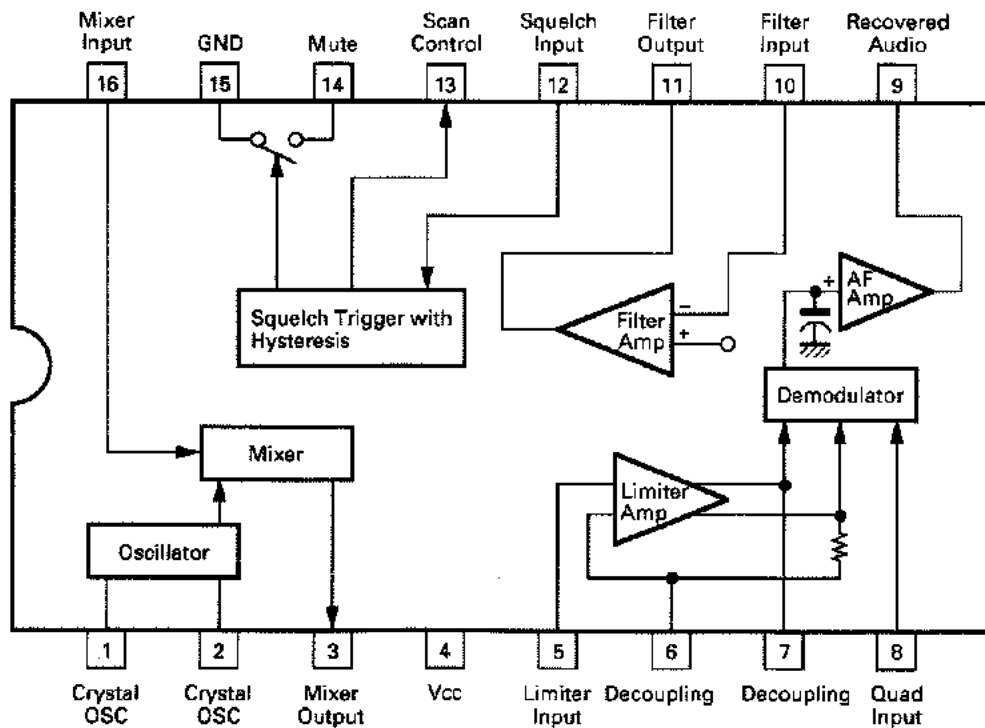 Mixer Input
GND
Mute
Scan Control
Squelch Input
Filter Output
Filter Input
Recovered Audio
16
15
14
13
12
11
10
9
Squelch Trigger with
Hysteresis
Filter
Amp
−
+
+
AF
Amp
Demodulator
Mixer
Limiter
Amp
Oscillator
1
2
3
4
5
6
7
8
Crystal OSC
Crystal OSC
Mixer Output
Vcc
Limiter Input
Decoupling
Decoupling
Quad Input